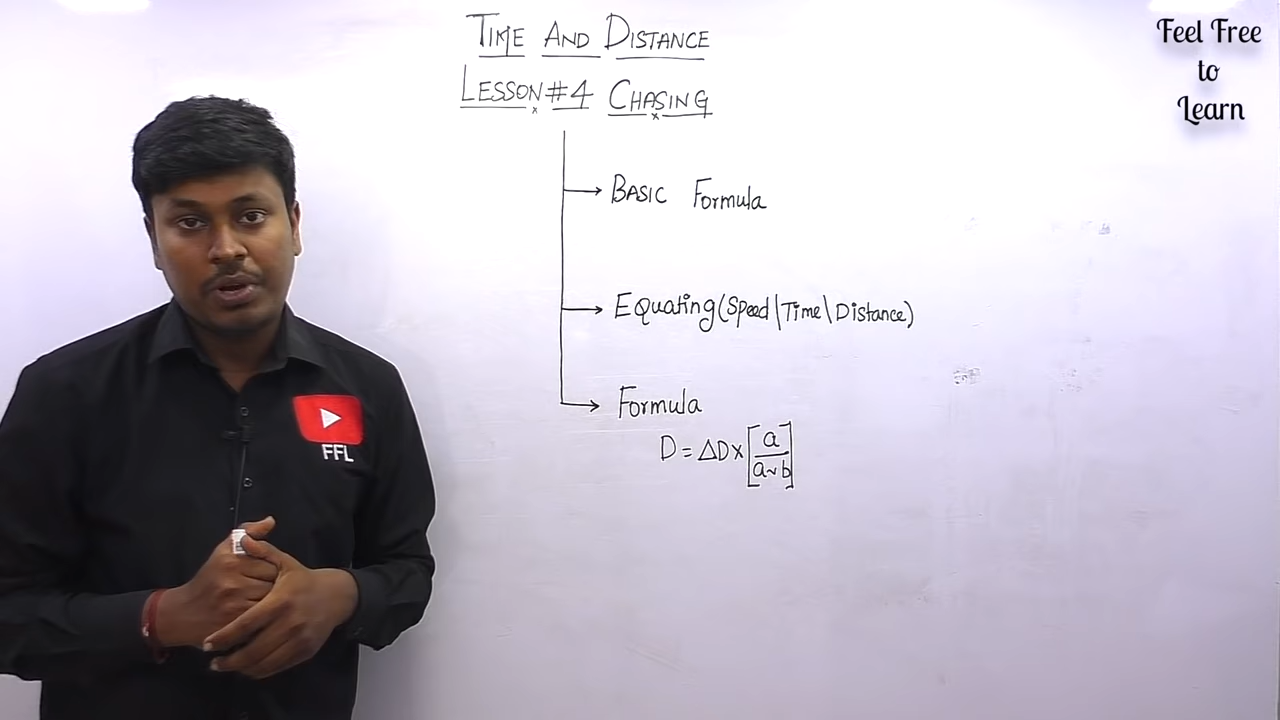 TIME AND DISTANCE
LESSON#4 CHASING
BASIC Formula
EQuating(Speed\Time\Distance)
Formula
D = ΔD×[a/a~b]
Feel Free
to
Learn
FFL